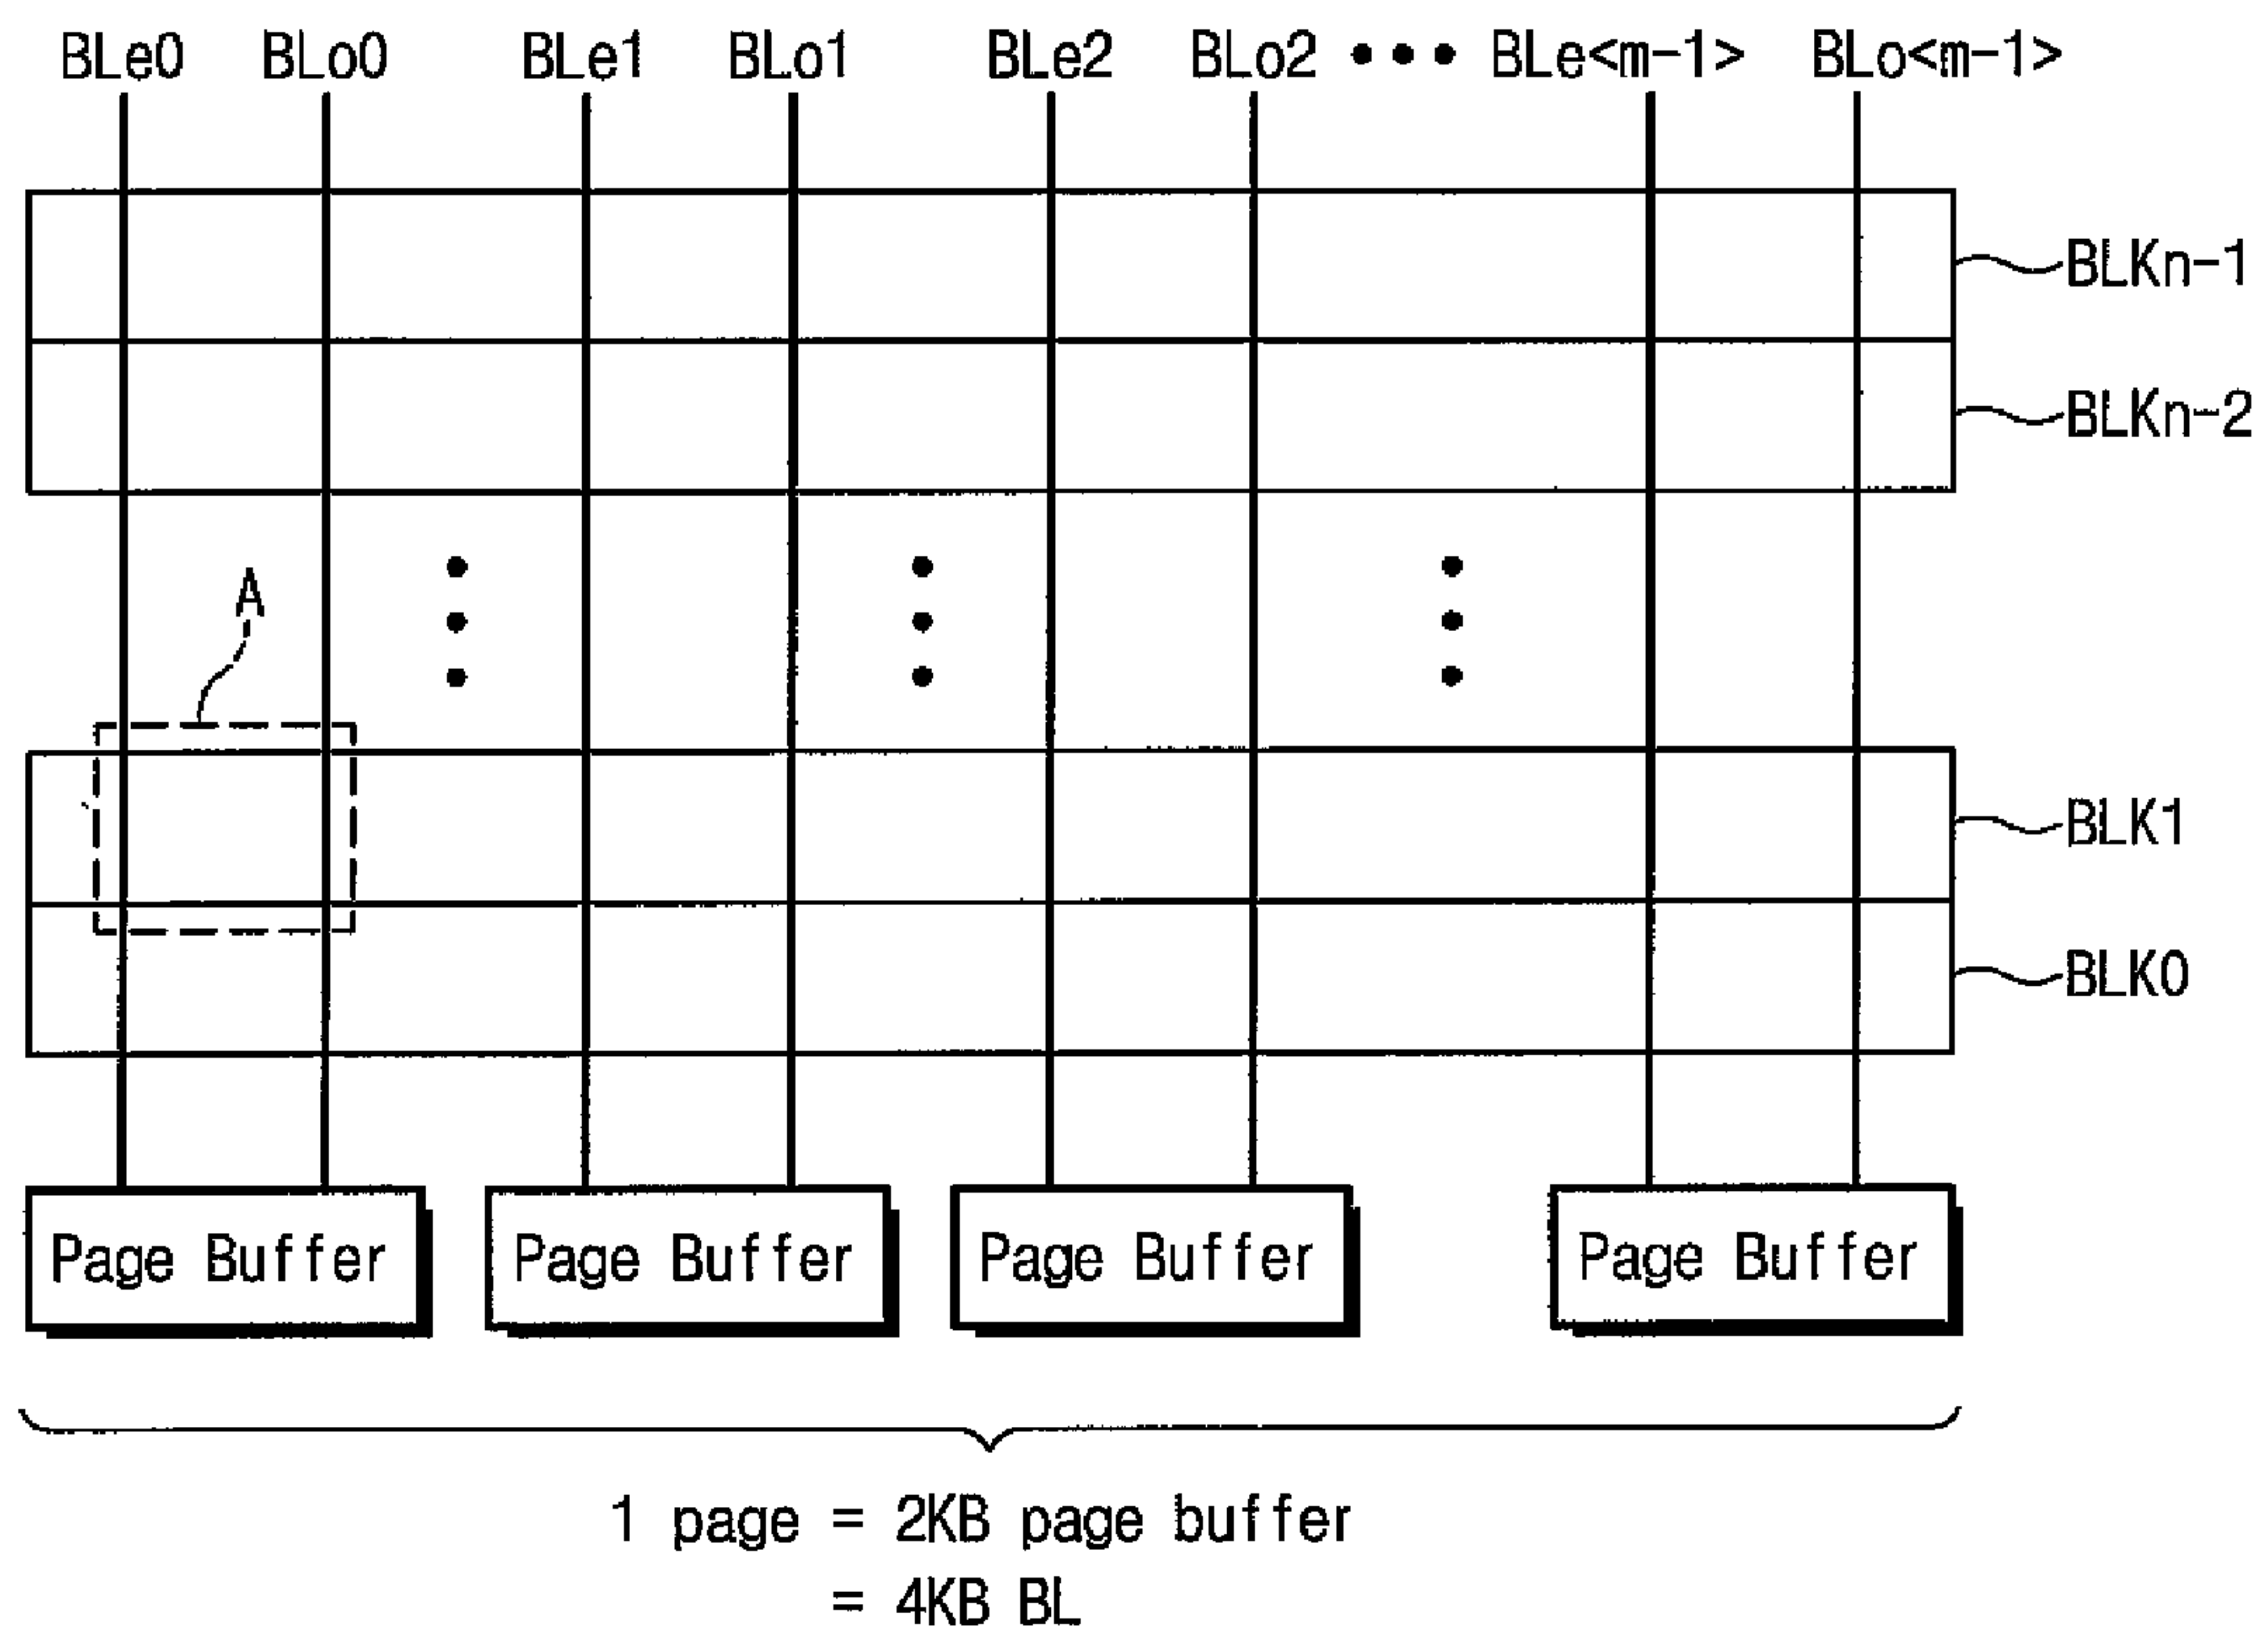 BLe0 BLo0 BLe1 BLo1 BLe2 BLo2 ••• BLe<m-1> BLo<m-1>
BLKn-1
BLKn-2
A
BLK1
BLK0
Page Buffer Page Buffer Page Buffer Page Buffer
1 page = 2KB page buffer
= 4KB BL